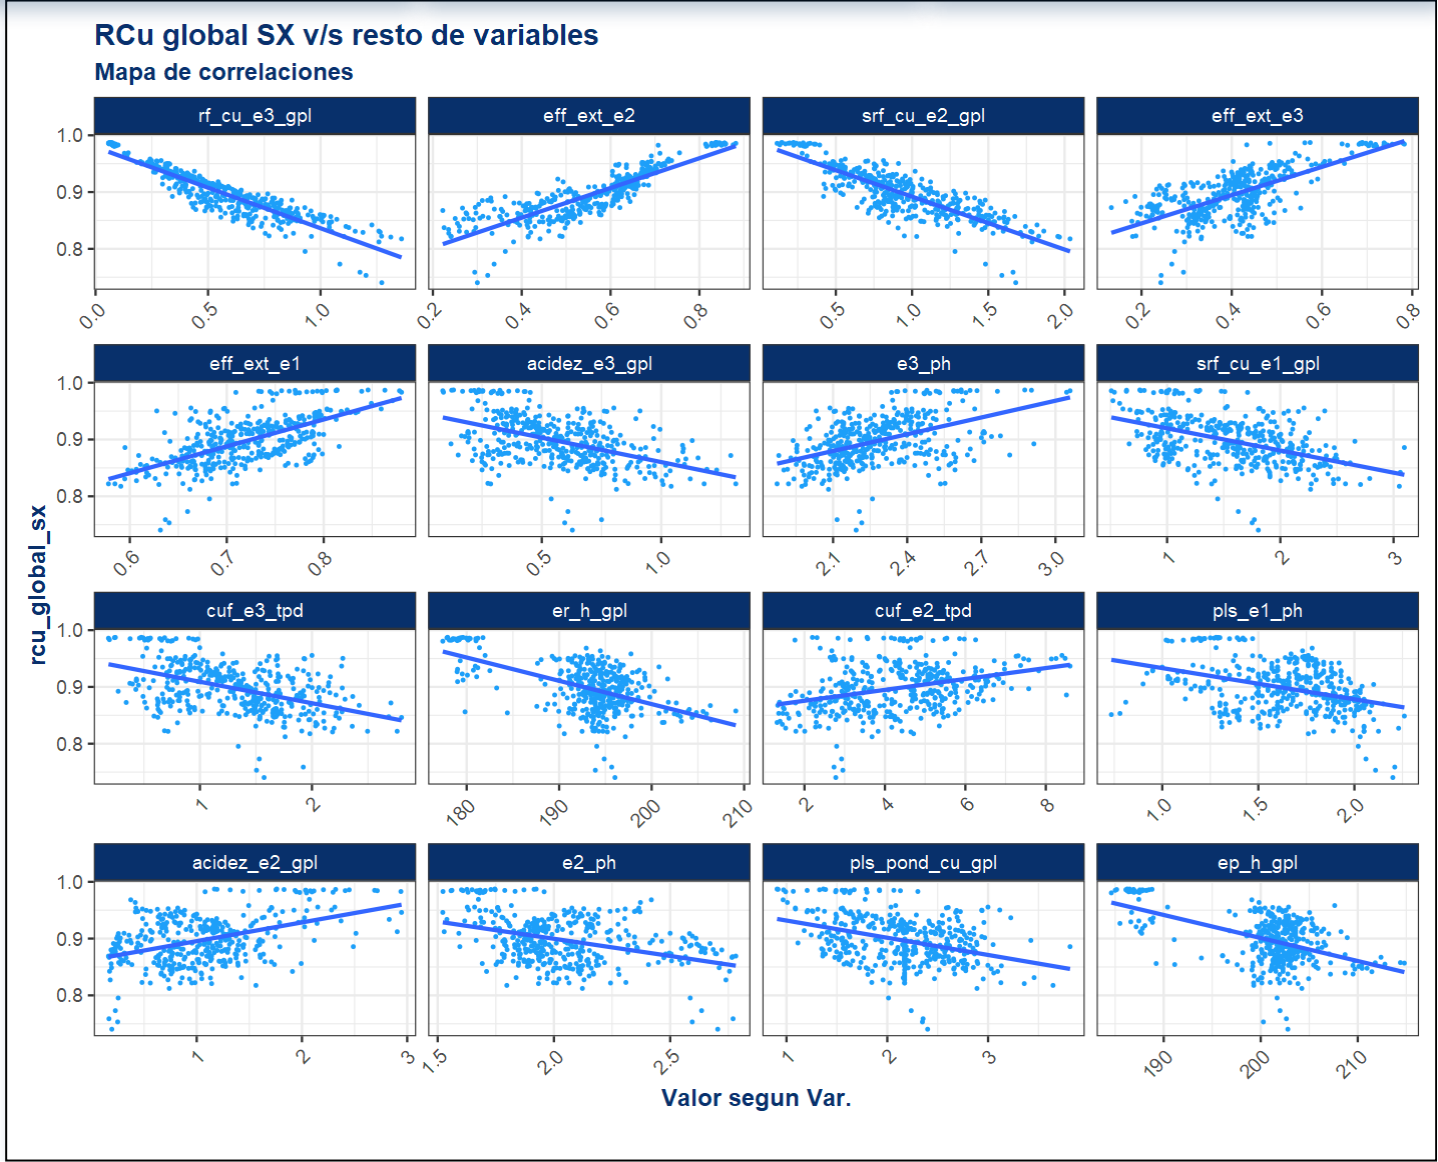 RCu global SX v/s resto de variables
Mapa de correlaciones
rf_cu_e3_gpl eff_ext_e2 srf_cu_e2_gpl eff_ext_e3
1.0
0.9
0.8
0.0 0.5 1.0 0.2 0.4 0.6 0.8 0.5 1.0 1.5 2.0 0.2 0.4 0.6 0.8
eff_ext_e1 acidez_e3_gpl e3_ph srf_cu_e1_gpl
1.0
0.9
0.8
0.6 0.7 0.8 0.5 1.0 2.1 2.4 2.7 3.0 1 2 3
rcu_global_sx
cuf_e3_tpd er_h_gpl cuf_e2_tpd pls_e1_ph
1.0
0.9
0.8
1 2 180 190 200 210 2 4 6 8 1.0 1.5 2.0
acidez_e2_gpl e2_ph pls_pond_cu_gpl ep_h_gpl
1.0
0.9
0.8
1 2 3 1.5 2.0 2.5 1 2 3 190 200 210
Valor segun Var.